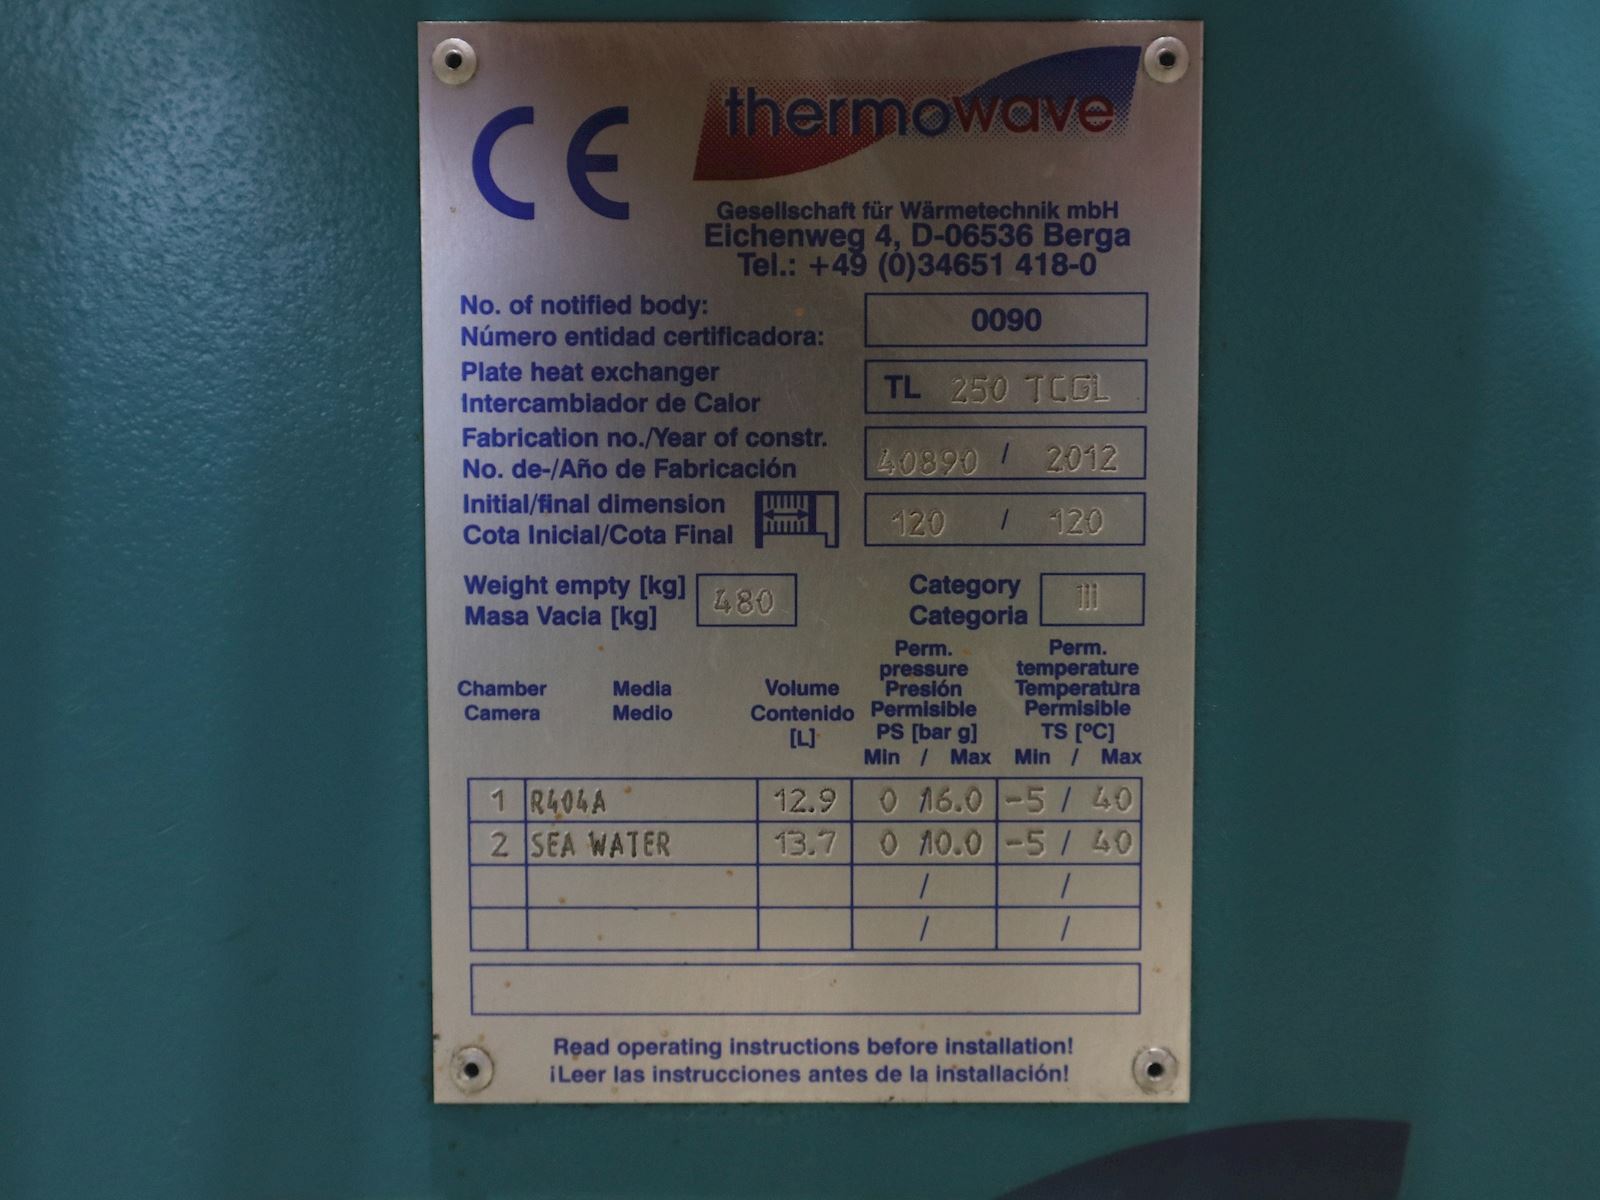 CE
thermowave
Gesellschaft für Wärmetechnik mbH
Eichenweg 4, D-06536 Berga
Tel.: +49 (0)34651 418-0
No. of notified body:
Número entidad certificadora:
0090
Plate heat exchanger
Intercambiador de Calor
TL 250 TCGL
Fabrication no./Year of constr.
No. de-/Año de Fabricación
40890 / 2012
Initial/final dimension
Cota Inicial/Cota Final
120 / 120
Weight empty [kg]
Masa Vacia [kg]
480
Category
Categoria
III
Chamber
Camera
Media
Medio
Volume
Contenido
[L]
Perm.
pressure
Presión
Permisible
PS [bar g]
Min / Max
Perm.
temperature
Temperatura
Permisible
TS [ºC]
Min / Max
1 R404A 12.9 0 /16.0 -5 / 40
2 SEA WATER 13.7 0 /10.0 -5 / 40
/ /
/ /
Read operating instructions before installation!
¡Leer las instrucciones antes de la installación!